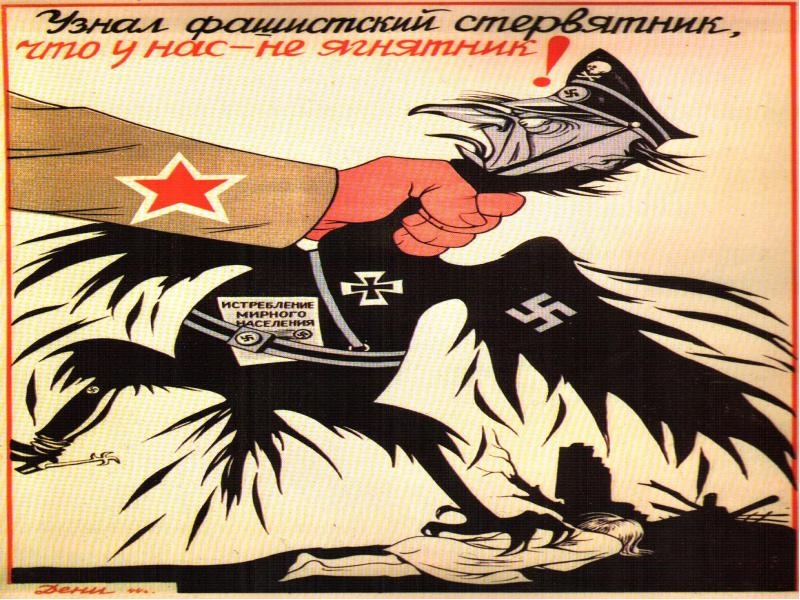 Узнал фашистский стервятник,
что у нас – не ягнятник!
ИСТРЕБЛЕНИЕ
МИРНОГО
НАСЕЛЕНИЯ
Дени